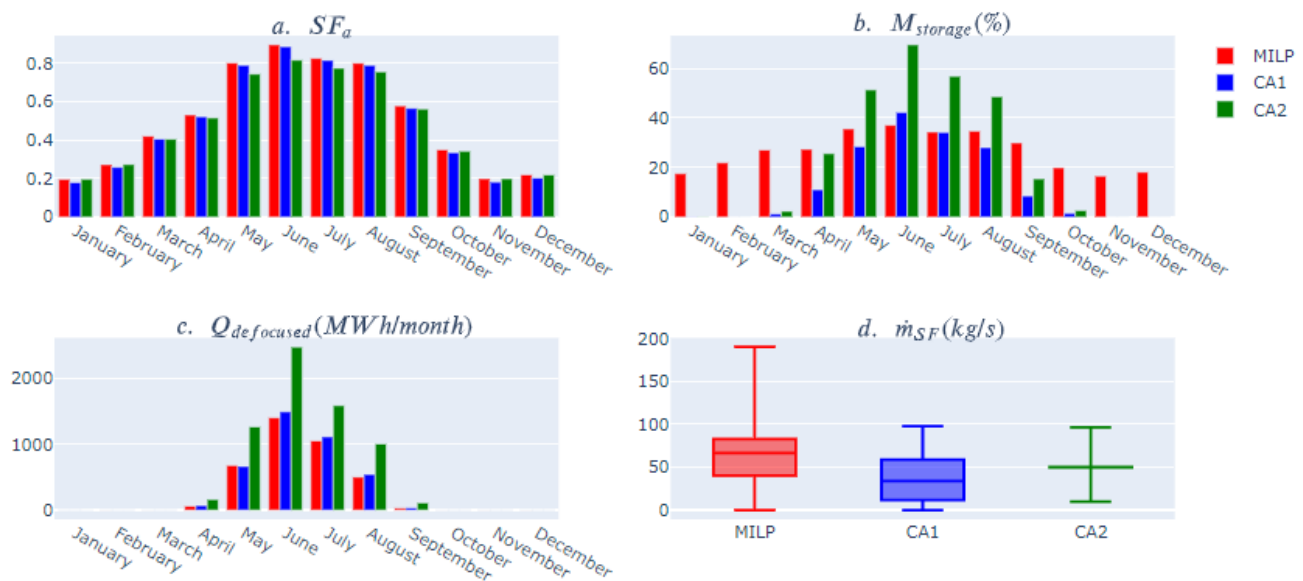 a. SF_a
0.8
0.6
0.4
0.2
0
January
February
March
April
May
June
July
August
September
October
November
December
b. M_storage(%)
60
40
20
0
January
February
March
April
May
June
July
August
September
October
November
December
MILP
CA1
CA2
c. Q_defocused(MWh/month)
2000
1000
0
January
February
March
April
May
June
July
August
September
October
November
December
d. ṁ_SF(kg/s)
200
150
100
50
0
MILP
CA1
CA2